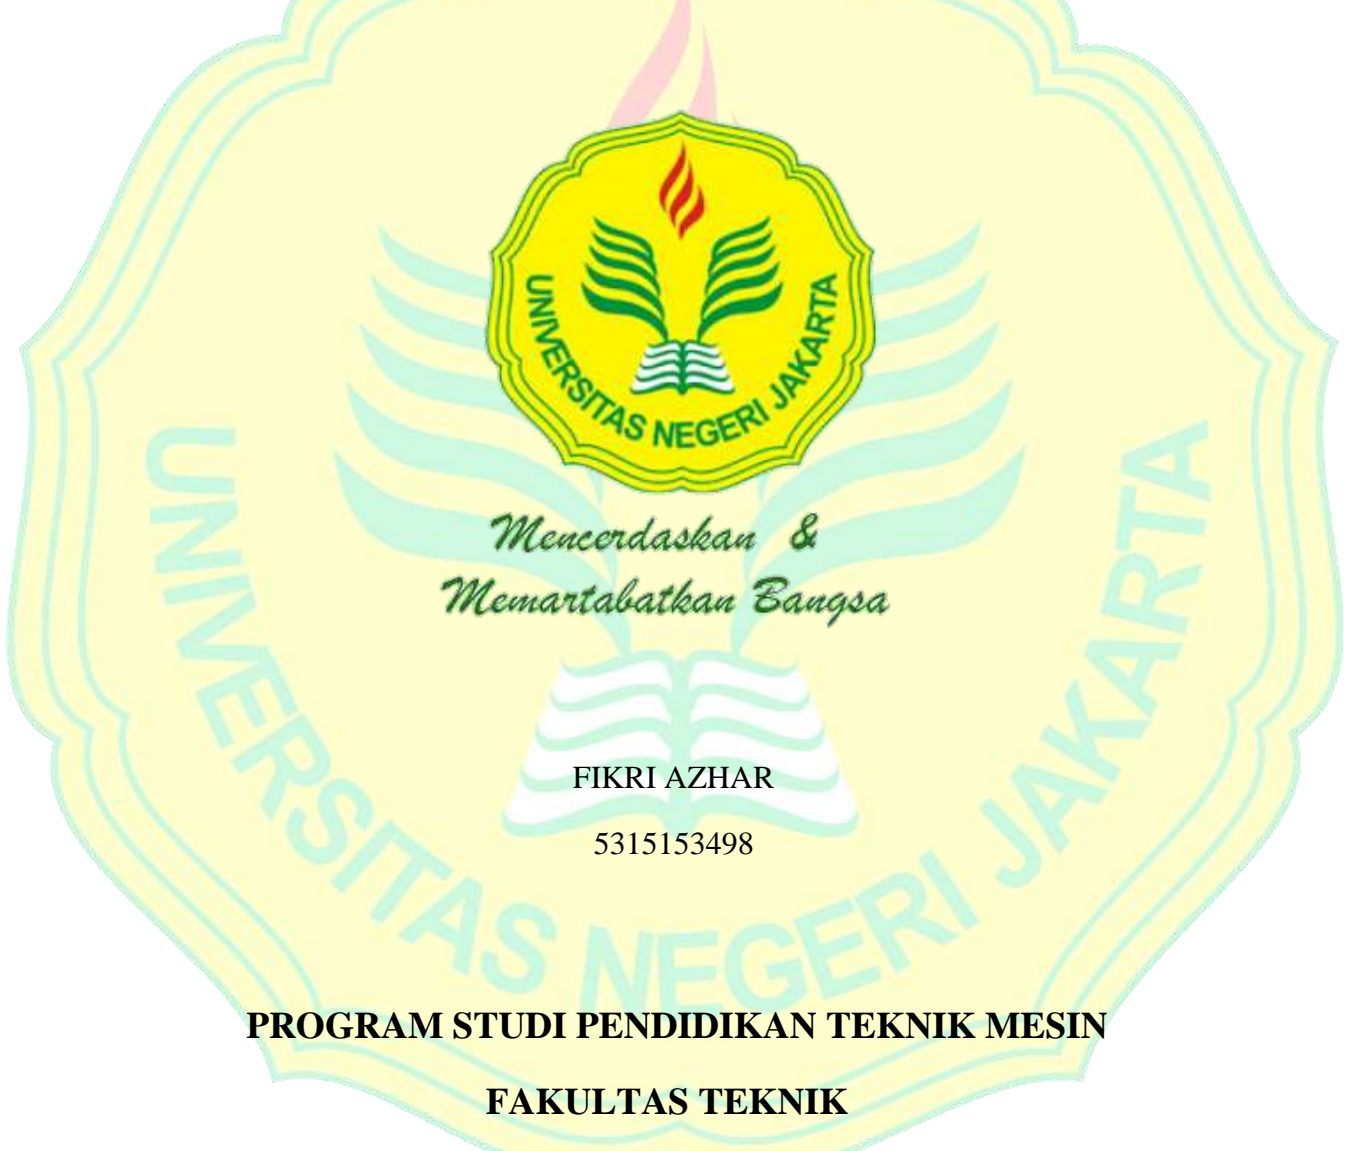 UNIVERSITAS NEGERI JAKARTA
Mencerdaskan &
Memartabatkan Bangsa
UNIVERSITAS NEGERI JAKARTA
FIKRI AZHAR
5315153498
PROGRAM STUDI PENDIDIKAN TEKNIK MESIN
FAKULTAS TEKNIK